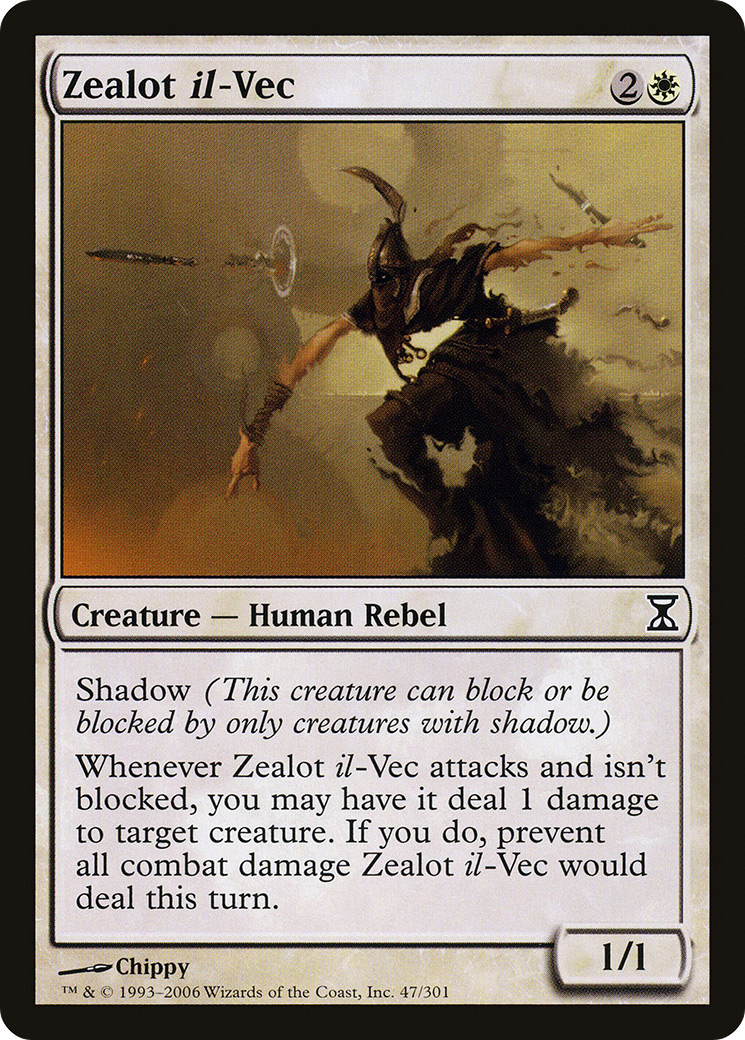 Zealot il-Vec
2
Creature — Human Rebel
Shadow (This creature can block or be
blocked by only creatures with shadow.)
Whenever Zealot il-Vec attacks and isn't
blocked, you may have it deal 1 damage
to target creature. If you do, prevent
all combat damage Zealot il-Vec would
deal this turn.
1/1
Chippy
™ & © 1993–2006 Wizards of the Coast, Inc. 47/301